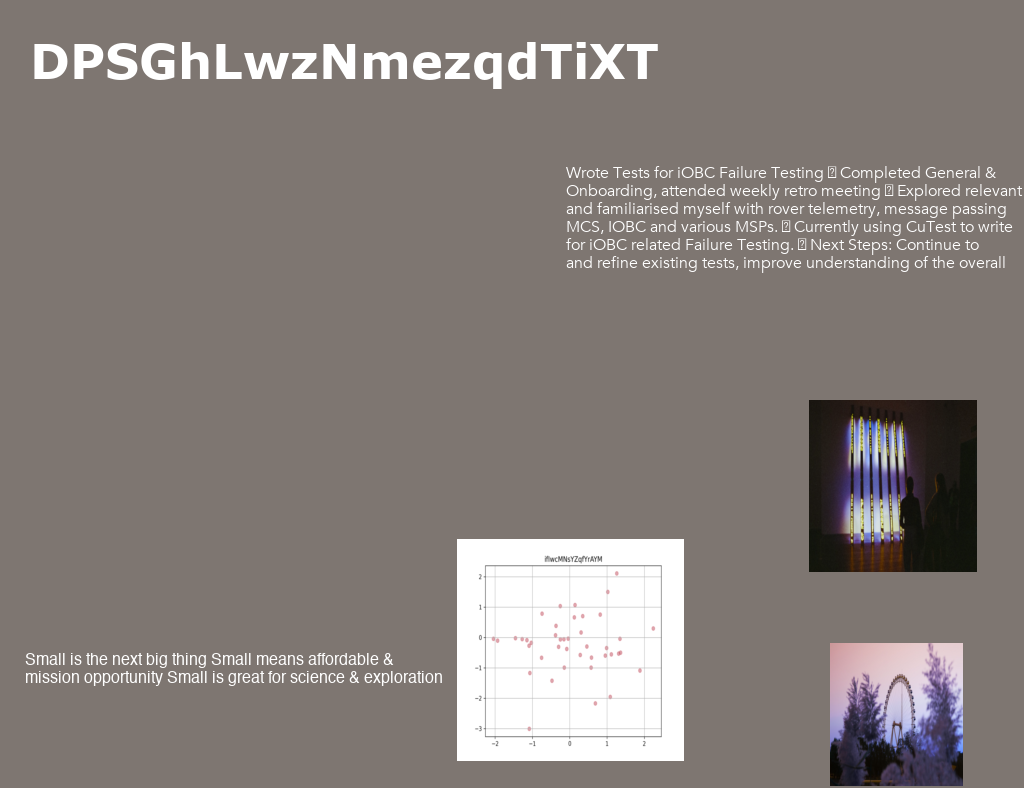 DPSGhLwzNmezqdTiXT
Wrote Tests for iOBC Failure Testing ⍰ Completed General &
Onboarding, attended weekly retro meeting ⍰ Explored relevant
and familiarised myself with rover telemetry, message passing
MCS, IOBC and various MSPs. ⍰ Currently using CuTest to write
for iOBC related Failure Testing. ⍰ Next Steps: Continue to
and refine existing tests, improve understanding of the overall
Small is the next big thing Small means affordable &
mission opportunity Small is great for science & exploration
2
1
0
−1
−2
−3
−2 −1 0 1 2